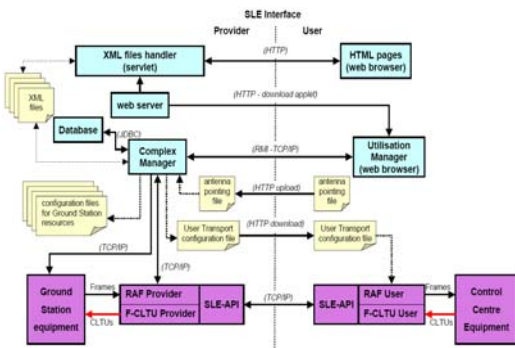 SLE Interface
Provider
User
XML files handler
(servlet)
(HTTP)
HTML pages
(web browser)
XML
files
web server
(HTTP - download applet)
Database
(JDBC)
Complex
Manager
(RMI -TCP/IP)
Utilisation
Manager
(web browser)
configuration files
for Ground Station
resources
antenna
pointing
file
(HTTP upload)
antenna
pointing
file
User Transport
configuration file
(HTTP download)
User Transport
configuration file
(TCP/IP)
(TCP/IP)
Ground
Station
equipment
Frames
CLTUs
RAF Provider
F-CLTU Provider
SLE-API
(TCP/IP)
SLE-API
RAF User
F-CLTU User
Frames
CLTUs
Control
Centre
Equipment